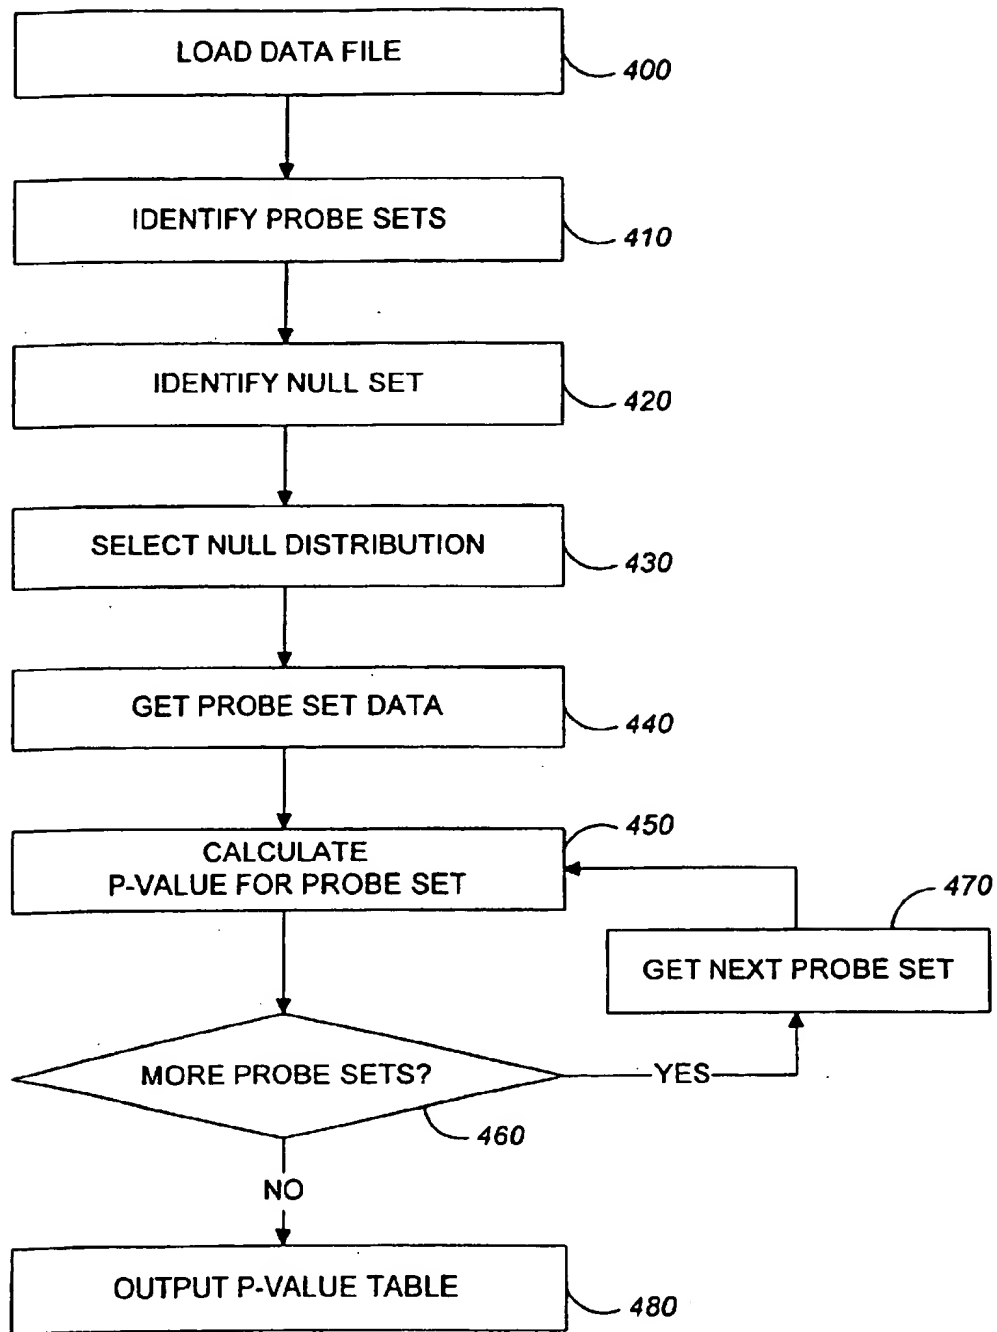 LOAD DATA FILE
400
IDENTIFY PROBE SETS
410
IDENTIFY NULL SET
420
SELECT NULL DISTRIBUTION
430
GET PROBE SET DATA
440
CALCULATE
P-VALUE FOR PROBE SET
450
470
GET NEXT PROBE SET
MORE PROBE SETS?
YES
460
NO
OUTPUT P-VALUE TABLE
480